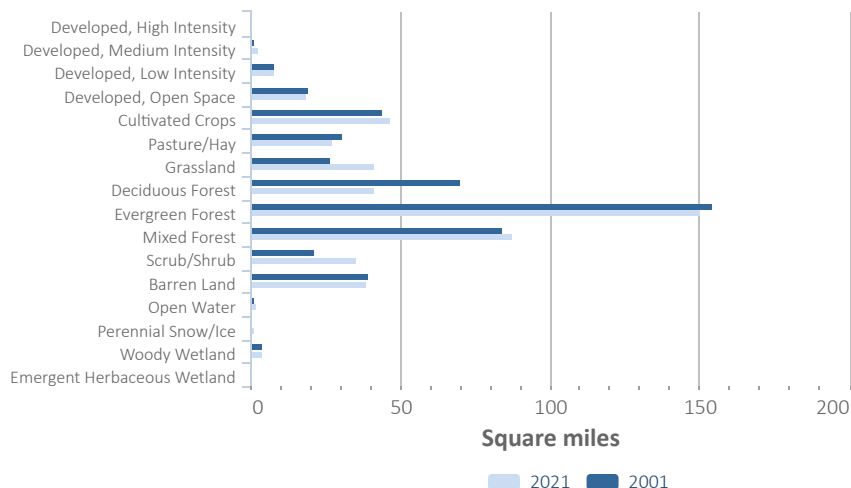 Developed, High Intensity
Developed, Medium Intensity
Developed, Low Intensity
Developed, Open Space
Cultivated Crops
Pasture/Hay
Grassland
Deciduous Forest
Evergreen Forest
Mixed Forest
Scrub/Shrub
Barren Land
Open Water
Perennial Snow/Ice
Woody Wetland
Emergent Herbaceous Wetland
0 50 100 150 200
Square miles
2021 2001